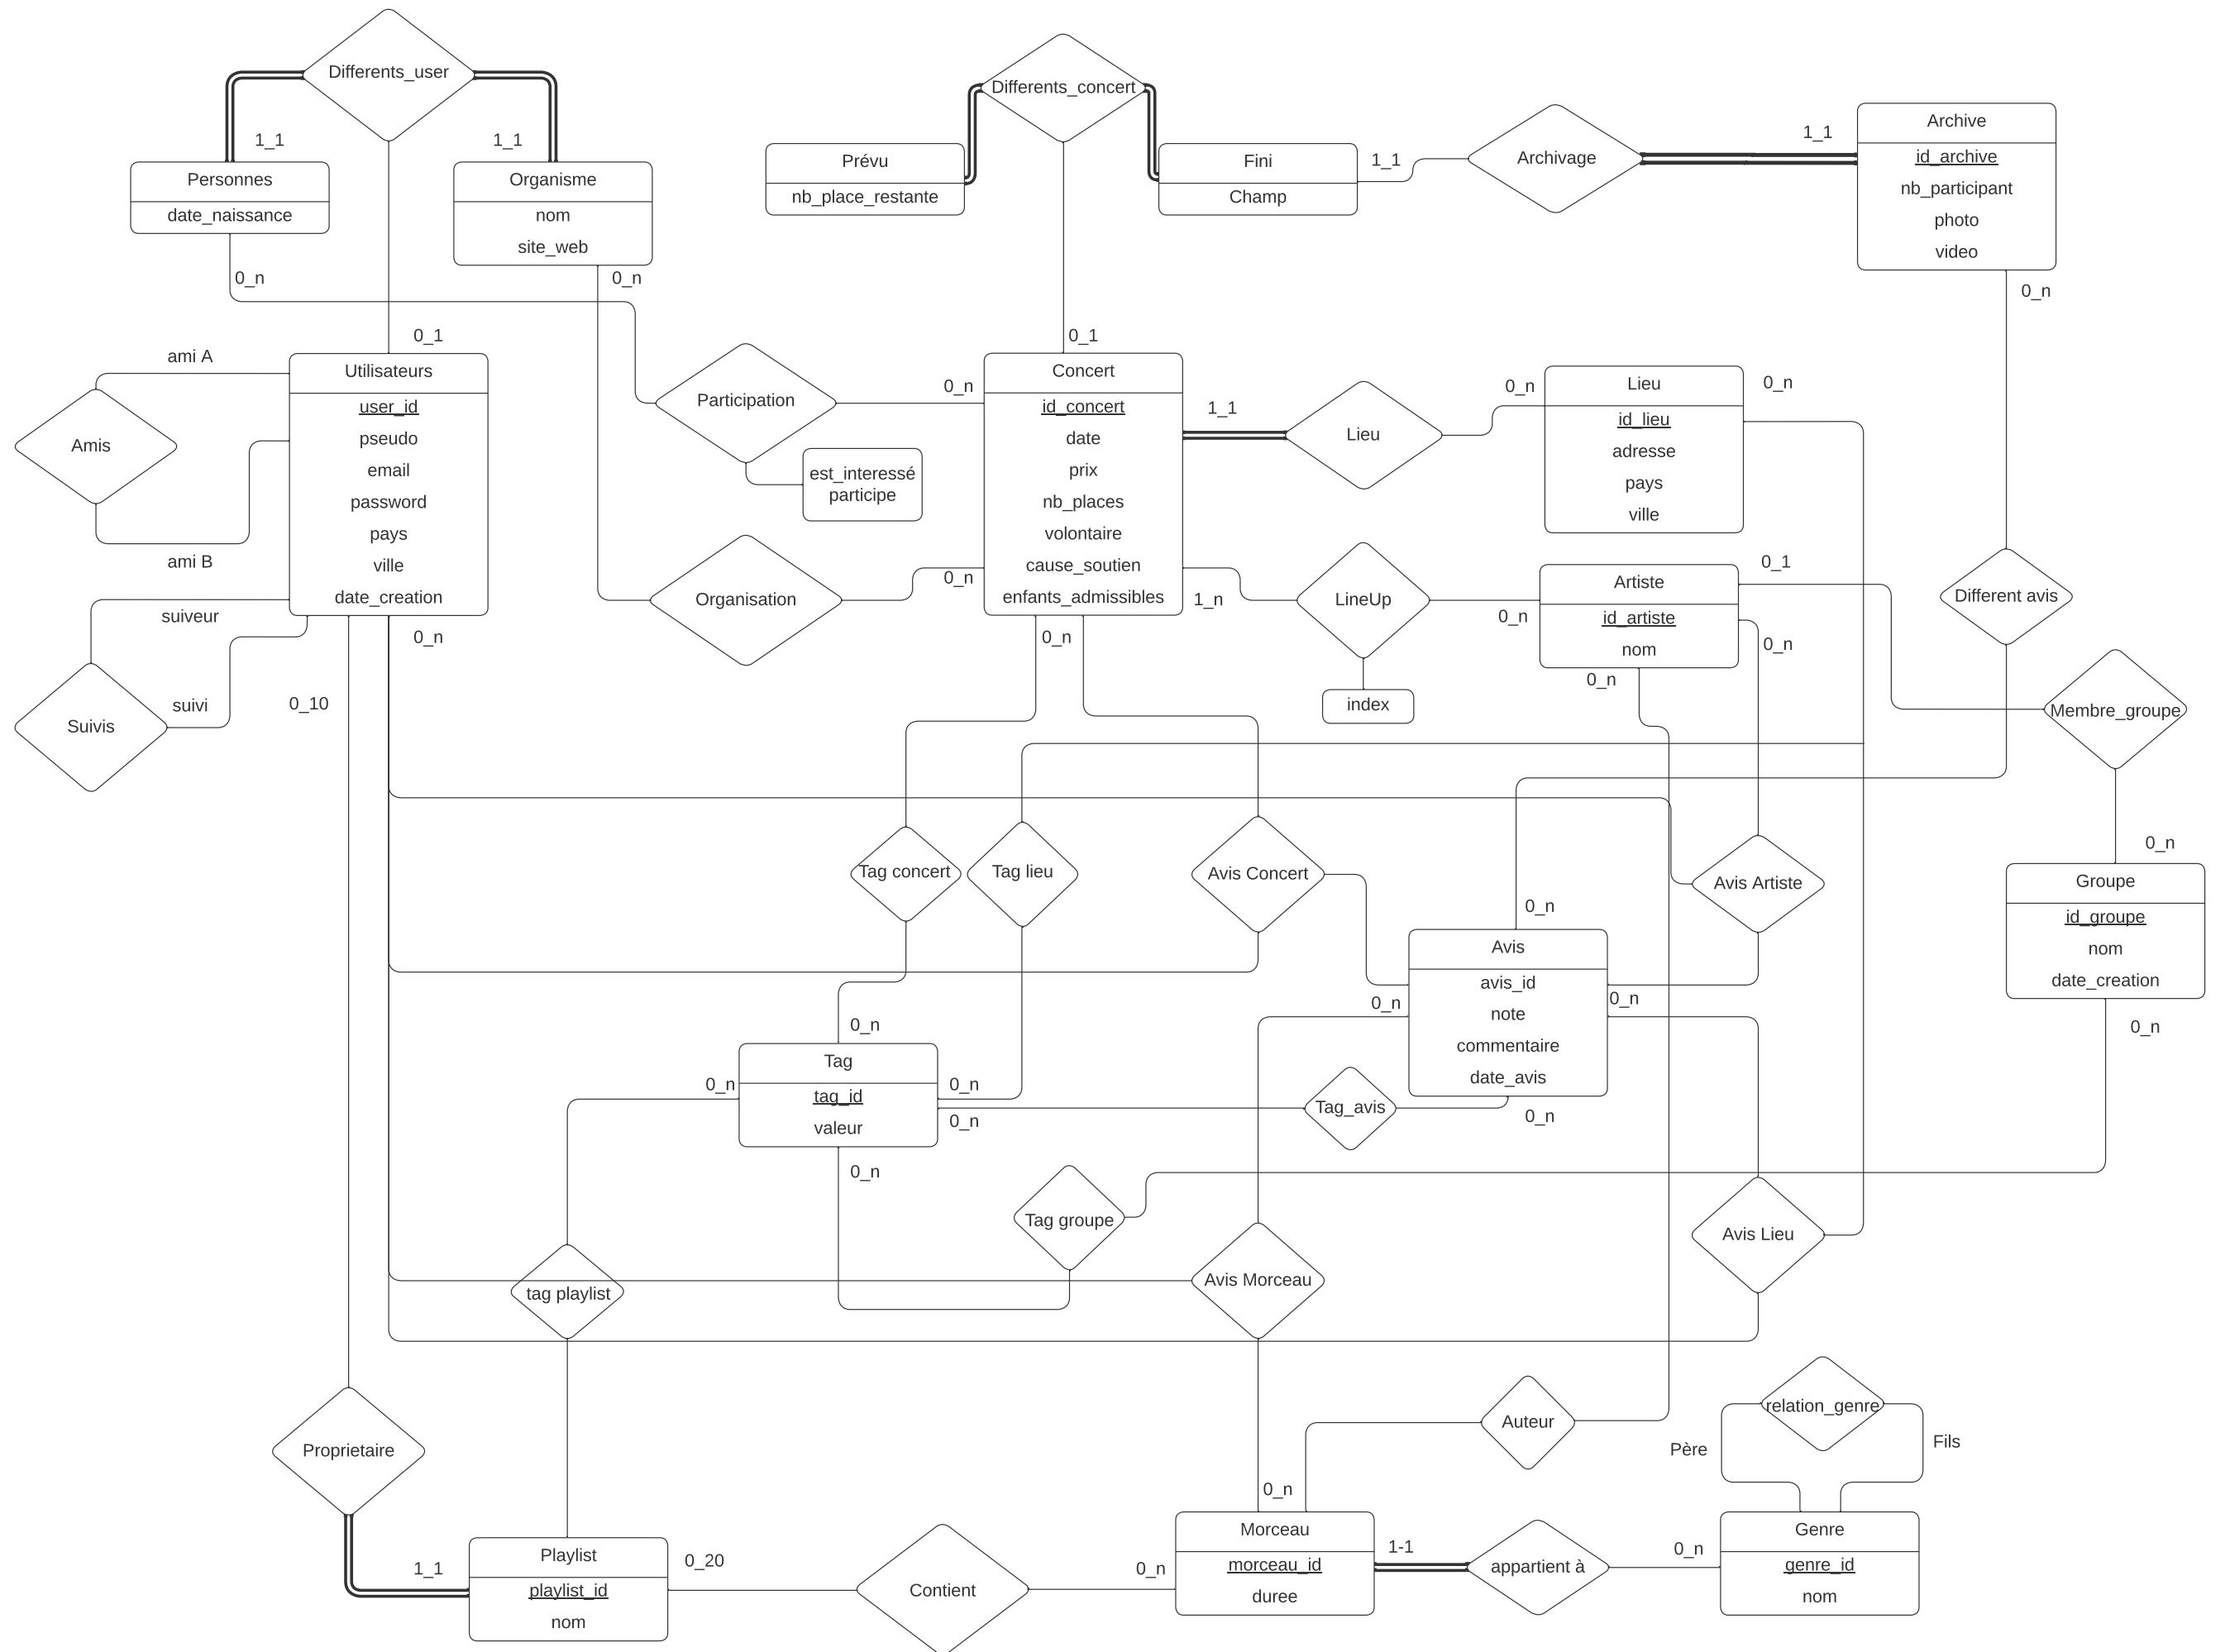 Differents_user
1_1
1_1
Personnes
date_naissance
Organisme
nom
site_web
0_n
0_n
0_1
Differents_concert
Prévu
nb_place_restante
Fini
Champ
1_1
Archivage
1_1
Archive
id_archive
nb_participant
photo
video
0_n
ami A
Amis
ami B
Utilisateurs
user_id
pseudo
email
password
pays
ville
date_creation
suiveur
Suivis
suivi
0_10
0_n
Participation
est_interessé
participe
0_n
Organisation
0_n
0_1
Concert
id_concert
date
prix
nb_places
volontaire
cause_soutien
enfants_admissibles
0_n
1_1
Lieu
0_n
Lieu
id_lieu
adresse
pays
ville
0_n
1_n
LineUp
index
0_n
Artiste
id_artiste
nom
0_1
0_n
0_n
Different avis
Membre_groupe
0_n
Groupe
id_groupe
nom
date_creation
0_n
Tag concert
Tag lieu
Avis Concert
Avis Artiste
0_n
Avis
avis_id
note
commentaire
date_avis
0_n
0_n
0_n
0_n
Tag
tag_id
valeur
0_n
0_n
0_n
0_n
Tag_avis
Tag groupe
tag playlist
Avis Morceau
Avis Lieu
Proprietaire
1_1
Playlist
playlist_id
nom
0_20
Contient
0_n
Auteur
0_n
Morceau
morceau_id
duree
1-1
appartient à
0_n
relation_genre
Père
Fils
Genre
genre_id
nom